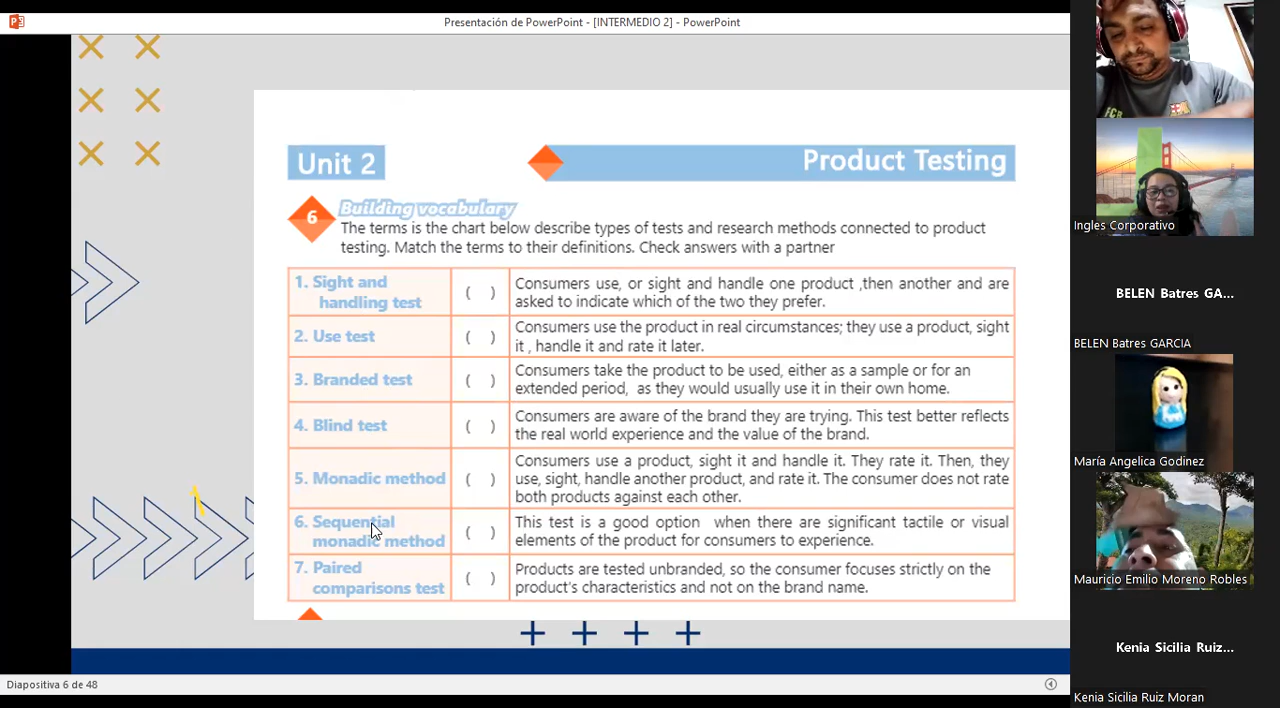 Presentación de PowerPoint - [INTERMEDIO 2] - PowerPoint
Unit 2
Product Testing
6
Building vocabulary
The terms is the chart below describe types of tests and research methods connected to product
testing. Match the terms to their definitions. Check answers with a partner
1. Sight and
handling test
( )
Consumers use, or sight and handle one product ,then another and are
asked to indicate which of the two they prefer.
2. Use test
( )
Consumers use the product in real circumstances; they use a product, sight
it , handle it and rate it later.
3. Branded test
( )
Consumers take the product to be used, either as a sample or for an
extended period, as they would usually use it in their own home.
4. Blind test
( )
Consumers are aware of the brand they are trying. This test better reflects
the real world experience and the value of the brand.
5. Monadic method
( )
Consumers use a product, sight it and handle it. They rate it. Then, they
use, sight, handle another product, and rate it. The consumer does not rate
both products against each other.
6. Sequential
monadic method
( )
This test is a good option when there are significant tactile or visual
elements of the product for consumers to experience.
7. Paired
comparisons test
( )
Products are tested unbranded, so the consumer focuses strictly on the
product's characteristics and not on the brand name.
Diapositiva 6 de 48
FCB
Ingles Corporativo
BELEN Batres GA...
BELEN Batres GARCIA
María Angelica Godinez
Mauricio Emilio Moreno Robles
Kenia Sicilia Ruiz...
Kenia Sicilia Ruiz Moran